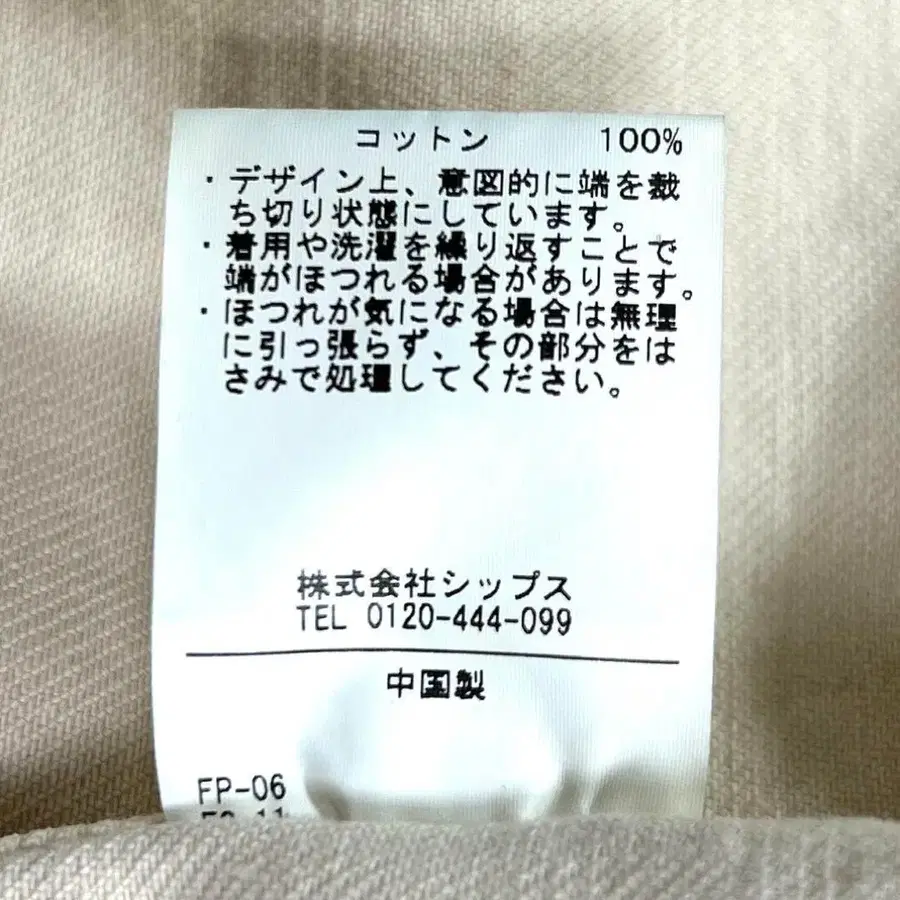 コットン 100%
・デザイン上、意図的に端を裁
ち切り状態にしています。
・着用や洗濯を繰り返すことで
端がほつれる場合があります。
・ほつれが気になる場合は無理
に引っ張らず、その部分をは
さみで処理してください。
株式会社シップス
TEL 0120-444-099
中国製
FP-06